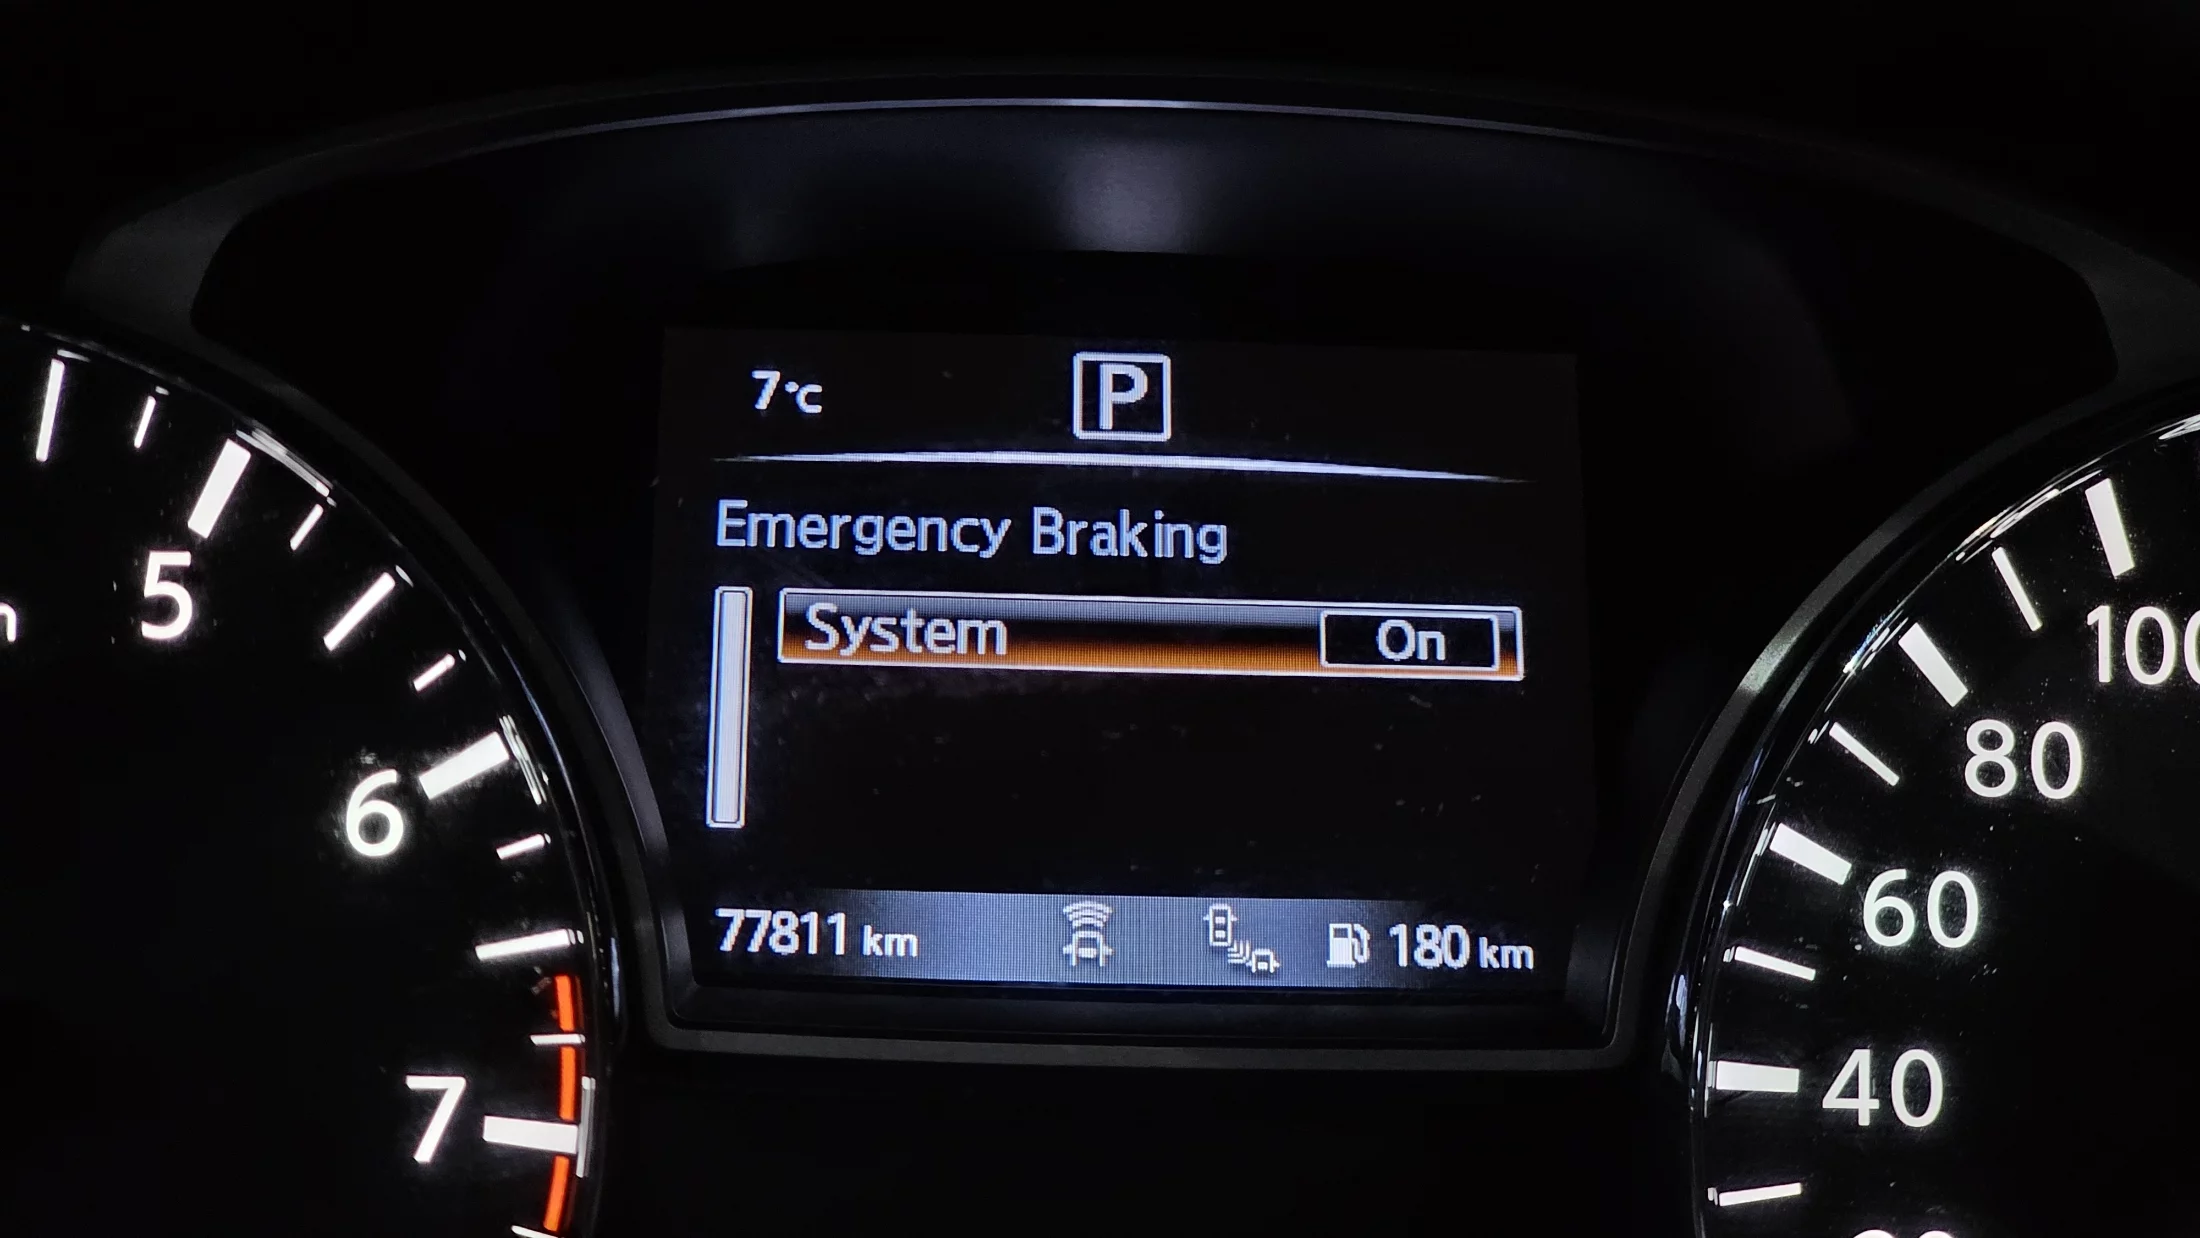 7°C
P
Emergency Braking
System On
77811 km 180 km
5
6
7
100
80
60
40